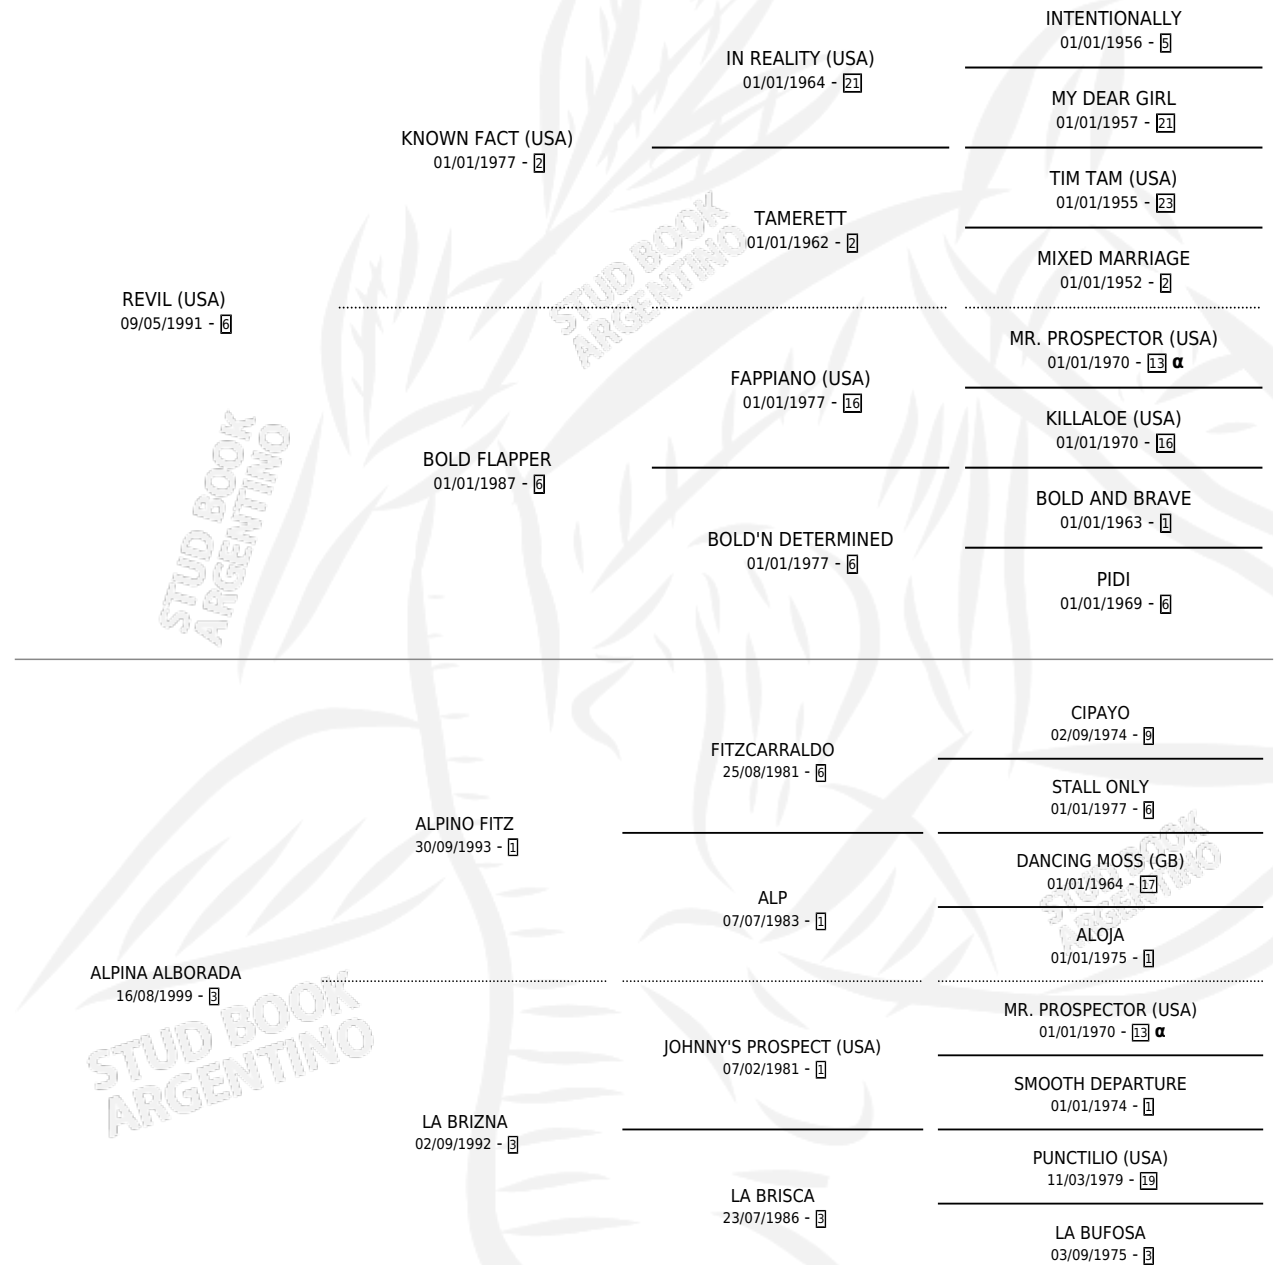 INTENTIONALLY
01/01/1956 - 5
IN REALITY (USA)
01/01/1964 - 21
MY DEAR GIRL
01/01/1957 - 21
KNOWN FACT (USA)
01/01/1977 - 2
TIM TAM (USA)
01/01/1955 - 23
TAMERETT
01/01/1962 - 2
MIXED MARRIAGE
01/01/1952 - 2
REVIL (USA)
09/05/1991 - 6
MR. PROSPECTOR (USA)
01/01/1970 - 13 α
FAPPIANO (USA)
01/01/1977 - 16
KILLALOE (USA)
01/01/1970 - 16
BOLD FLAPPER
01/01/1987 - 6
BOLD AND BRAVE
01/01/1963 - 1
BOLD'N DETERMINED
01/01/1977 - 6
PIDI
01/01/1969 - 6
CIPAYO
02/09/1974 - 9
FITZCARRALDO
25/08/1981 - 6
STALL ONLY
01/01/1977 - 6
ALPINO FITZ
30/09/1993 - 1
DANCING MOSS (GB)
01/01/1964 - 17
ALP
07/07/1983 - 1
ALOJA
01/01/1975 - 1
ALPINA ALBORADA
16/08/1999 - 3
MR. PROSPECTOR (USA)
01/01/1970 - 13 α
JOHNNY'S PROSPECT (USA)
07/02/1981 - 1
SMOOTH DEPARTURE
01/01/1974 - 1
LA BRIZNA
02/09/1992 - 3
PUNCTILIO (USA)
11/03/1979 - 19
LA BRISCA
23/07/1986 - 3
LA BUFOSA
03/09/1975 - 3
STUD BOOK
ARGENTINO
STUD BOOK
ARGENTINO
STUD BOOK
ARGENTINO
STUD BOOK
ARGENTINO